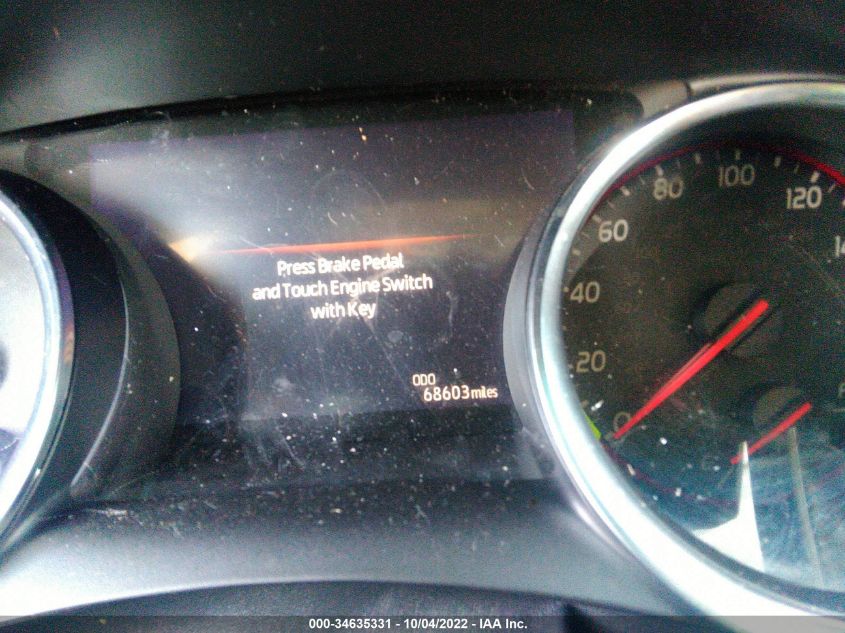 Press Brake Pedal
and Touch Engine Switch
with Key
ODO
68603 miles
0
20
40
60
80
100
120
000-34635331 - 10/04/2022 - IAA Inc.